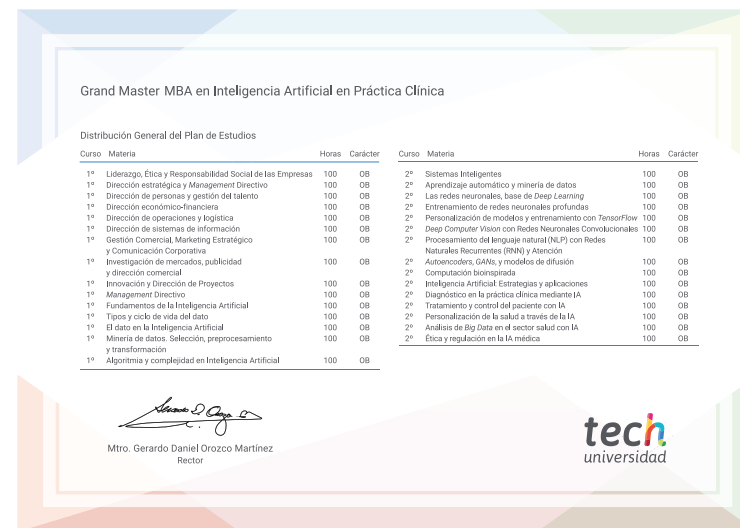 Grand Master MBA en Inteligencia Artificial en Práctica Clínica
Distribución General del Plan de Estudios
Curso Materia Horas Carácter
1º Liderazgo, Ética y Responsabilidad Social de las Empresas 100 OB
1º Dirección estratégica y Management Directivo 100 OB
1º Dirección de personas y gestión del talento 100 OB
1º Dirección económico-financiera 100 OB
1º Dirección de operaciones y logística 100 OB
1º Dirección de sistemas de información 100 OB
1º Gestión Comercial, Marketing Estratégico 100 OB
y Comunicación Corporativa
1º Investigación de mercados, publicidad 100 OB
y dirección comercial
1º Innovación y Dirección de Proyectos 100 OB
1º Management Directivo 100 OB
1º Fundamentos de la Inteligencia Artificial 100 OB
1º Tipos y ciclo de vida del dato 100 OB
1º El dato en la Inteligencia Artificial 100 OB
1º Minería de datos. Selección, preprocesamiento 100 OB
y transformación
1º Algoritmia y complejidad en Inteligencia Artificial 100 OB
Curso Materia Horas Carácter
2º Sistemas Inteligentes 100 OB
2º Aprendizaje automático y minería de datos 100 OB
2º Las redes neuronales, base de Deep Learning 100 OB
2º Entrenamiento de redes neuronales profundas 100 OB
2º Personalización de modelos y entrenamiento con TensorFlow 100 OB
2º Deep Computer Vision con Redes Neuronales Convolucionales 100 OB
2º Procesamiento del lenguaje natural (NLP) con Redes 100 OB
Naturales Recurrentes (RNN) y Atención
2º Autoencoders, GANs, y modelos de difusión 100 OB
2º Computación bioinspirada 100 OB
2º Inteligencia Artificial: Estrategias y aplicaciones 100 OB
2º Diagnóstico en la práctica clínica mediante IA 100 OB
2º Tratamiento y control del paciente con IA 100 OB
2º Personalización de la salud a través de la IA 100 OB
2º Análisis de Big Data en el sector salud con IA 100 OB
2º Ética y regulación en la IA médica 100 OB
Mtro. Gerardo Daniel Orozco Martínez
Rector
tech
universidad